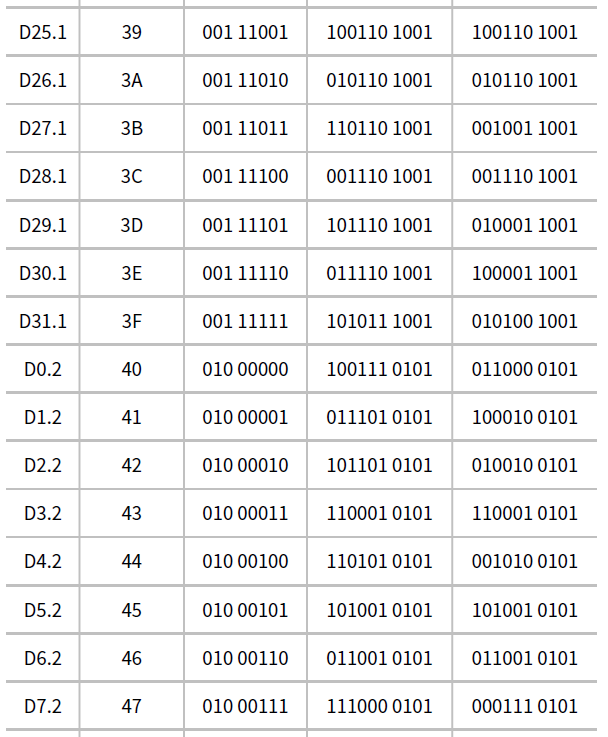 D25.1 39 001 11001 100110 1001 100110 1001
D26.1 3A 001 11010 010110 1001 010110 1001
D27.1 3B 001 11011 110110 1001 001001 1001
D28.1 3C 001 11100 001110 1001 001110 1001
D29.1 3D 001 11101 101110 1001 010001 1001
D30.1 3E 001 11110 011110 1001 100001 1001
D31.1 3F 001 11111 101011 1001 010100 1001
D0.2 40 010 00000 100111 0101 011000 0101
D1.2 41 010 00001 011101 0101 100010 0101
D2.2 42 010 00010 101101 0101 010010 0101
D3.2 43 010 00011 110001 0101 110001 0101
D4.2 44 010 00100 110101 0101 001010 0101
D5.2 45 010 00101 101001 0101 101001 0101
D6.2 46 010 00110 011001 0101 011001 0101
D7.2 47 010 00111 111000 0101 000111 0101